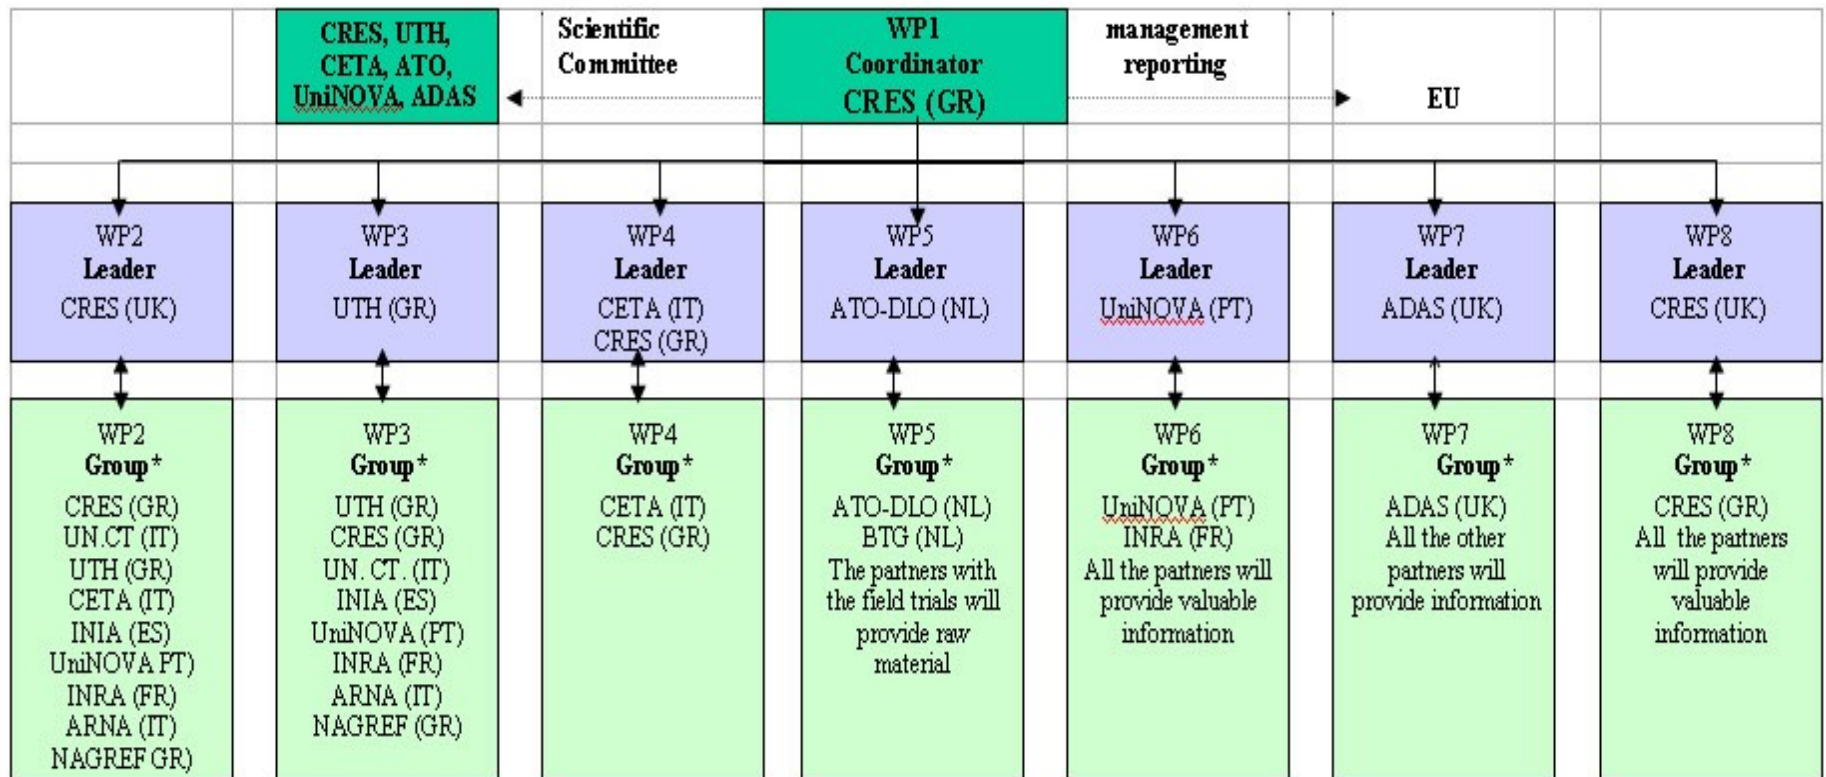 CRES, UTH,
CETA, ATO,
UniNOVA, ADAS
Scientific
Committee
WP1
Coordinator
CRES (GR)
management
reporting
EU
WP2
Leader
CRES (UK)
WP3
Leader
UTH (GR)
WP4
Leader
CETA (IT)
CRES (GR)
WP5
Leader
ATO-DLO (NL)
WP6
Leader
UniNOVA (PT)
WP7
Leader
ADAS (UK)
WP8
Leader
CRES (UK)
WP2
Group*
CRES (GR)
UN.CT (IT)
UTH (GR)
CETA (IT)
INIA (ES)
UniNOVA PT)
INRA (FR)
ARNA (IT)
NAGREF GR)
WP3
Group*
UTH (GR)
CRES (GR)
UN. CT. (IT)
INIA (ES)
UniNOVA (PT)
INRA (FR)
ARNA (IT)
NAGREF (GR)
WP4
Group*
CETA (IT)
CRES (GR)
WP5
Group*
ATO-DLO (NL)
BTG (NL)
The partners with
the field trials will
provide raw
material
WP6
Group*
UniNOVA (PT)
INRA (FR)
All the partners will
provide valuable
information
WP7
Group*
ADAS (UK)
All the other
partners will
provide information
WP8
Group*
CRES (GR)
All the partners
will provide
valuable
information